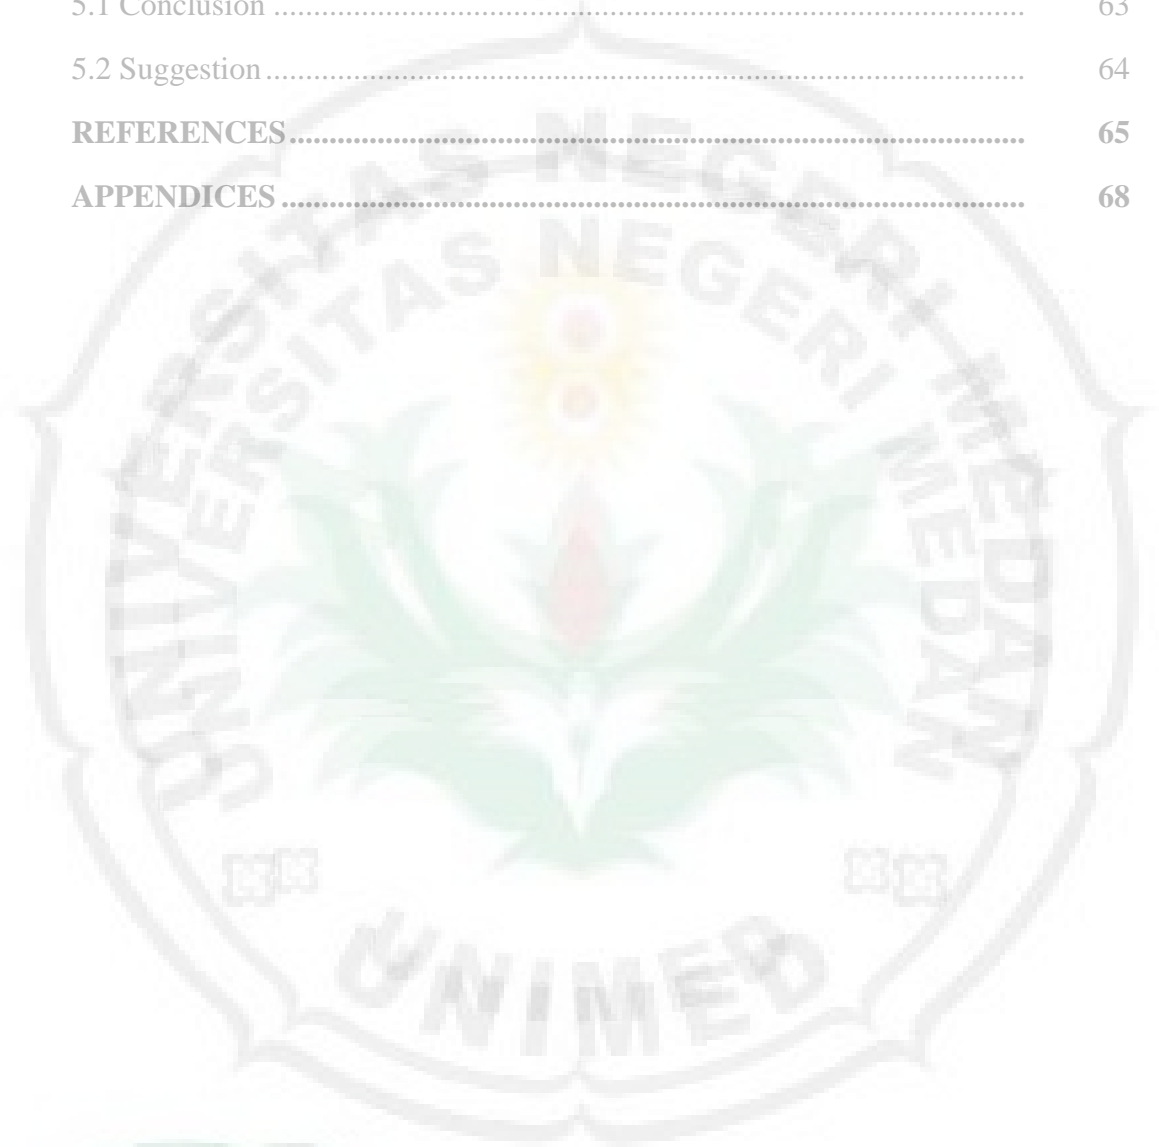 5.1 Conclusion ................................................................................................ 63
5.2 Suggestion ................................................................................................ 64
REFERENCES ............................................................................................ 65
APPENDICES ............................................................................................. 68
UNIVERSITAS NEGERI MEDAN
UNIVERSITAS NEGERI MEDAN
UNIMED
UNIMED